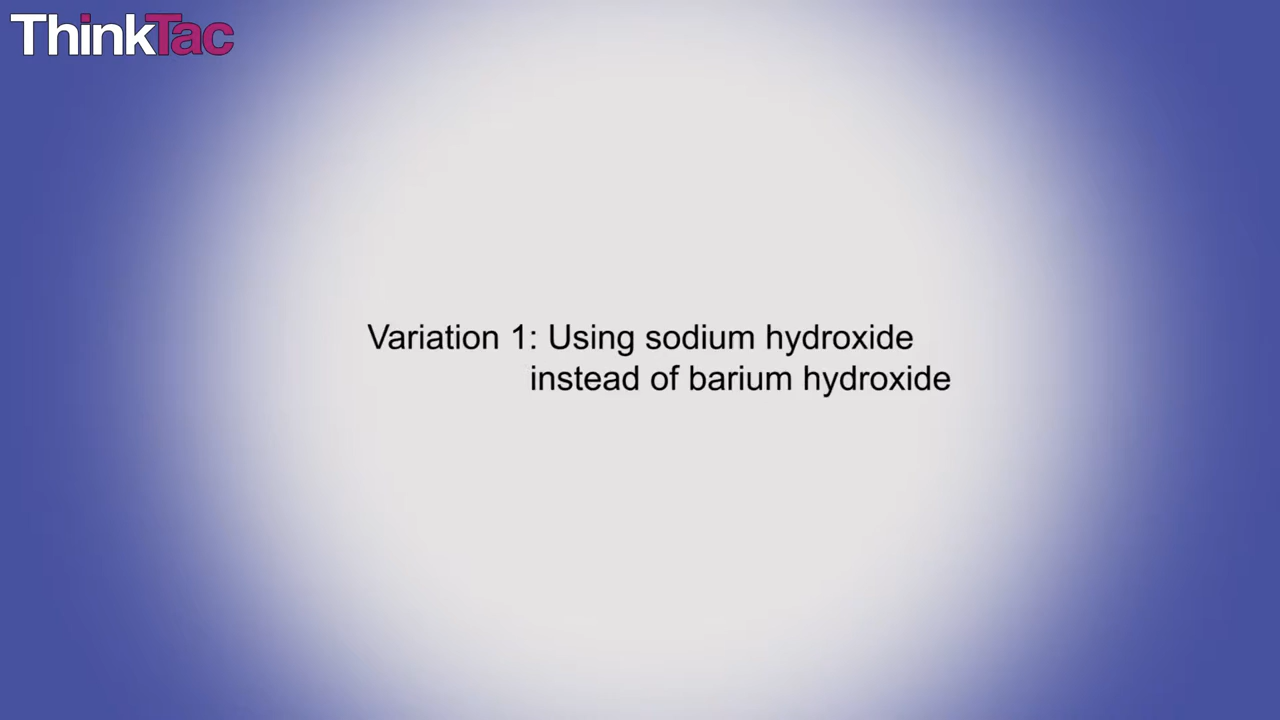 ThinkTac
Variation 1: Using sodium hydroxide
instead of barium hydroxide